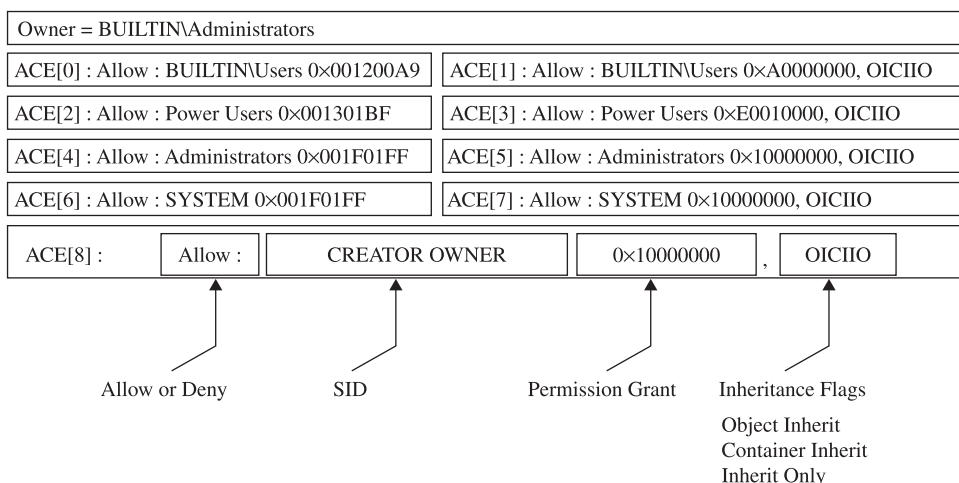 Owner = BUILTIN\Administrators
ACE[0] : Allow : BUILTIN\Users 0×001200A9
ACE[1] : Allow : BUILTIN\Users 0×A0000000, OICIIO
ACE[2] : Allow : Power Users 0×001301BF
ACE[3] : Allow : Power Users 0×E0010000, OICIIO
ACE[4] : Allow : Administrators 0×001F01FF
ACE[5] : Allow : Administrators 0×10000000, OICIIO
ACE[6] : Allow : SYSTEM 0×001F01FF
ACE[7] : Allow : SYSTEM 0×10000000, OICIIO
ACE[8] : Allow : CREATOR OWNER 0×10000000 , OICIIO
Allow or Deny
SID
Permission Grant
Inheritance Flags
Object Inherit
Container Inherit
Inherit Only